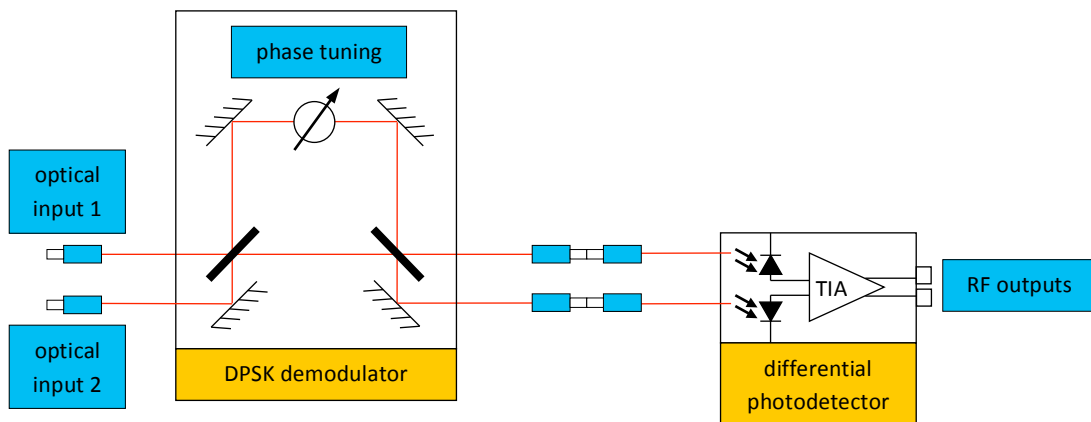 phase tuning
optical
input 1
optical
input 2
DPSK demodulator
TIA
RF outputs
differential
photodetector